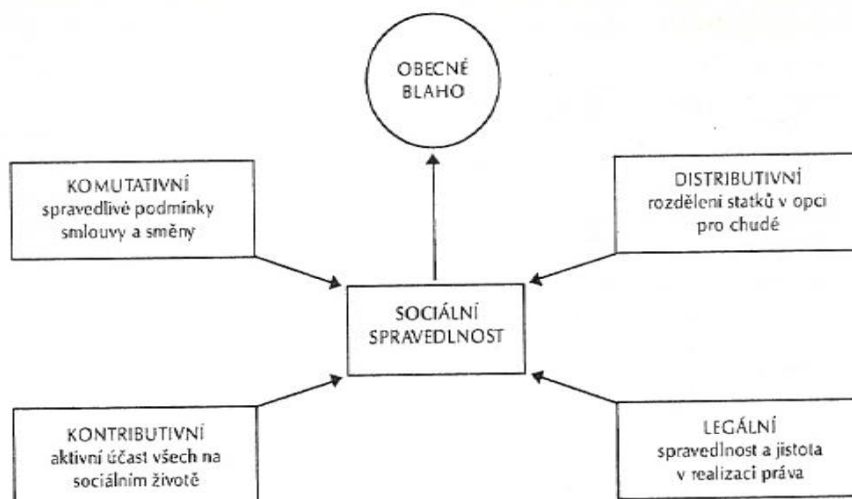 OBECNÉ
BLAHO
KOMUTATIVNÍ
spravedlivé podmínky
smlouvy a směny
DISTRIBUTIVNÍ
rozdělení statků v opci
pro chudé
SOCIÁLNÍ
SPRAVEDLNOST
KONTRIBUTIVNÍ
aktivní účast všech na
sociálním životě
LEGÁLNÍ
spravedlnost a jistota
v realizaci práva